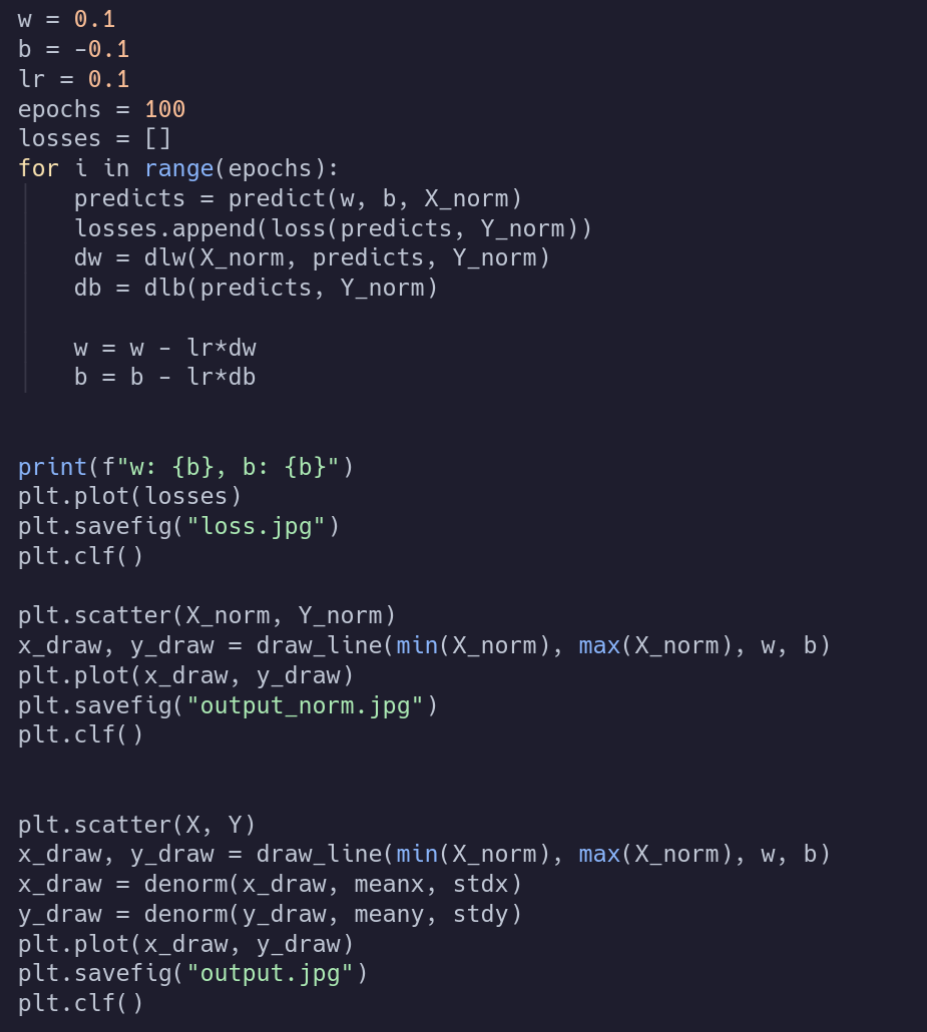 w = 0.1
b = -0.1
lr = 0.1
epochs = 100
losses = []
for i in range(epochs):
    predicts = predict(w, b, X_norm)
    losses.append(loss(predicts, Y_norm))
    dw = dlw(X_norm, predicts, Y_norm)
    db = dlb(predicts, Y_norm)

    w = w - lr*dw
    b = b - lr*db


print(f"w: {b}, b: {b}")
plt.plot(losses)
plt.savefig("loss.jpg")
plt.clf()

plt.scatter(X_norm, Y_norm)
x_draw, y_draw = draw_line(min(X_norm), max(X_norm), w, b)
plt.plot(x_draw, y_draw)
plt.savefig("output_norm.jpg")
plt.clf()


plt.scatter(X, Y)
x_draw, y_draw = draw_line(min(X_norm), max(X_norm), w, b)
x_draw = denorm(x_draw, meanx, stdx)
y_draw = denorm(y_draw, meany, stdy)
plt.plot(x_draw, y_draw)
plt.savefig("output.jpg")
plt.clf()